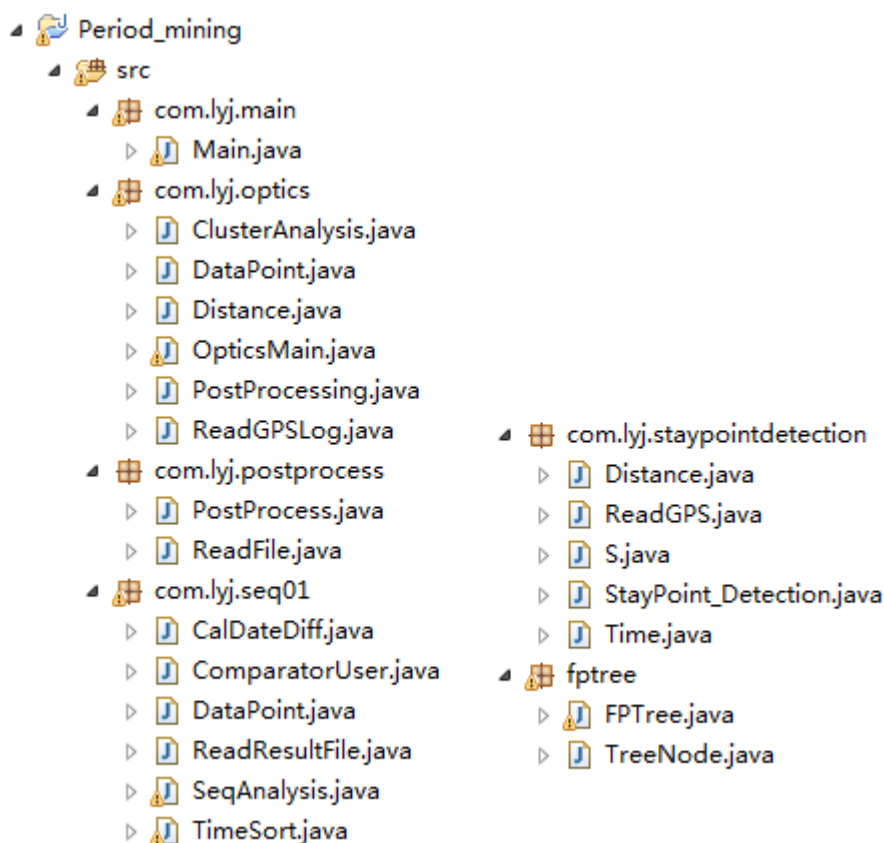 Period_mining
src
com.lyj.main
Main.java
com.lyj.optics
ClusterAnalysis.java
DataPoint.java
Distance.java
OpticsMain.java
PostProcessing.java
ReadGPSLog.java
com.lyj.postprocess
PostProcess.java
ReadFile.java
com.lyj.seq01
CalDateDiff.java
ComparatorUser.java
DataPoint.java
ReadResultFile.java
SeqAnalysis.java
TimeSort.java
com.lyj.staypointdetection
Distance.java
ReadGPS.java
S.java
StayPoint_Detection.java
Time.java
fptree
FPTree.java
TreeNode.java